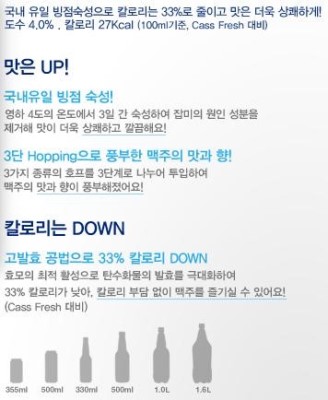 국내 유일 빙점숙성으로 칼로리는 33%로 줄이고 맛은 더욱 상쾌하게!
도수 4.0% , 칼로리 27Kcal (100ml기준, Cass Fresh 대비)
맛은 UP!
국내유일 빙점 숙성!
영하 4도의 온도에서 3일 간 숙성하여 잡미의 원인 성분을
제거해 맛이 더욱 상쾌하고 깔끔해요!
3단 Hopping으로 풍부한 맥주의 맛과 향!
3가지 종류의 호프를 3단계로 나누어 투입하여
맥주의 맛과 향이 풍부해졌어요!
칼로리는 DOWN
고발효 공법으로 33% 칼로리 DOWN
효모의 최적 활성으로 탄수화물의 발효를 극대화하여
33% 칼로리가 낮아, 칼로리 부담 없이 맥주를 즐기실 수 있어요!
(Cass Fresh 대비)
355ml 500ml 330ml 500ml 1.0L 1.6L